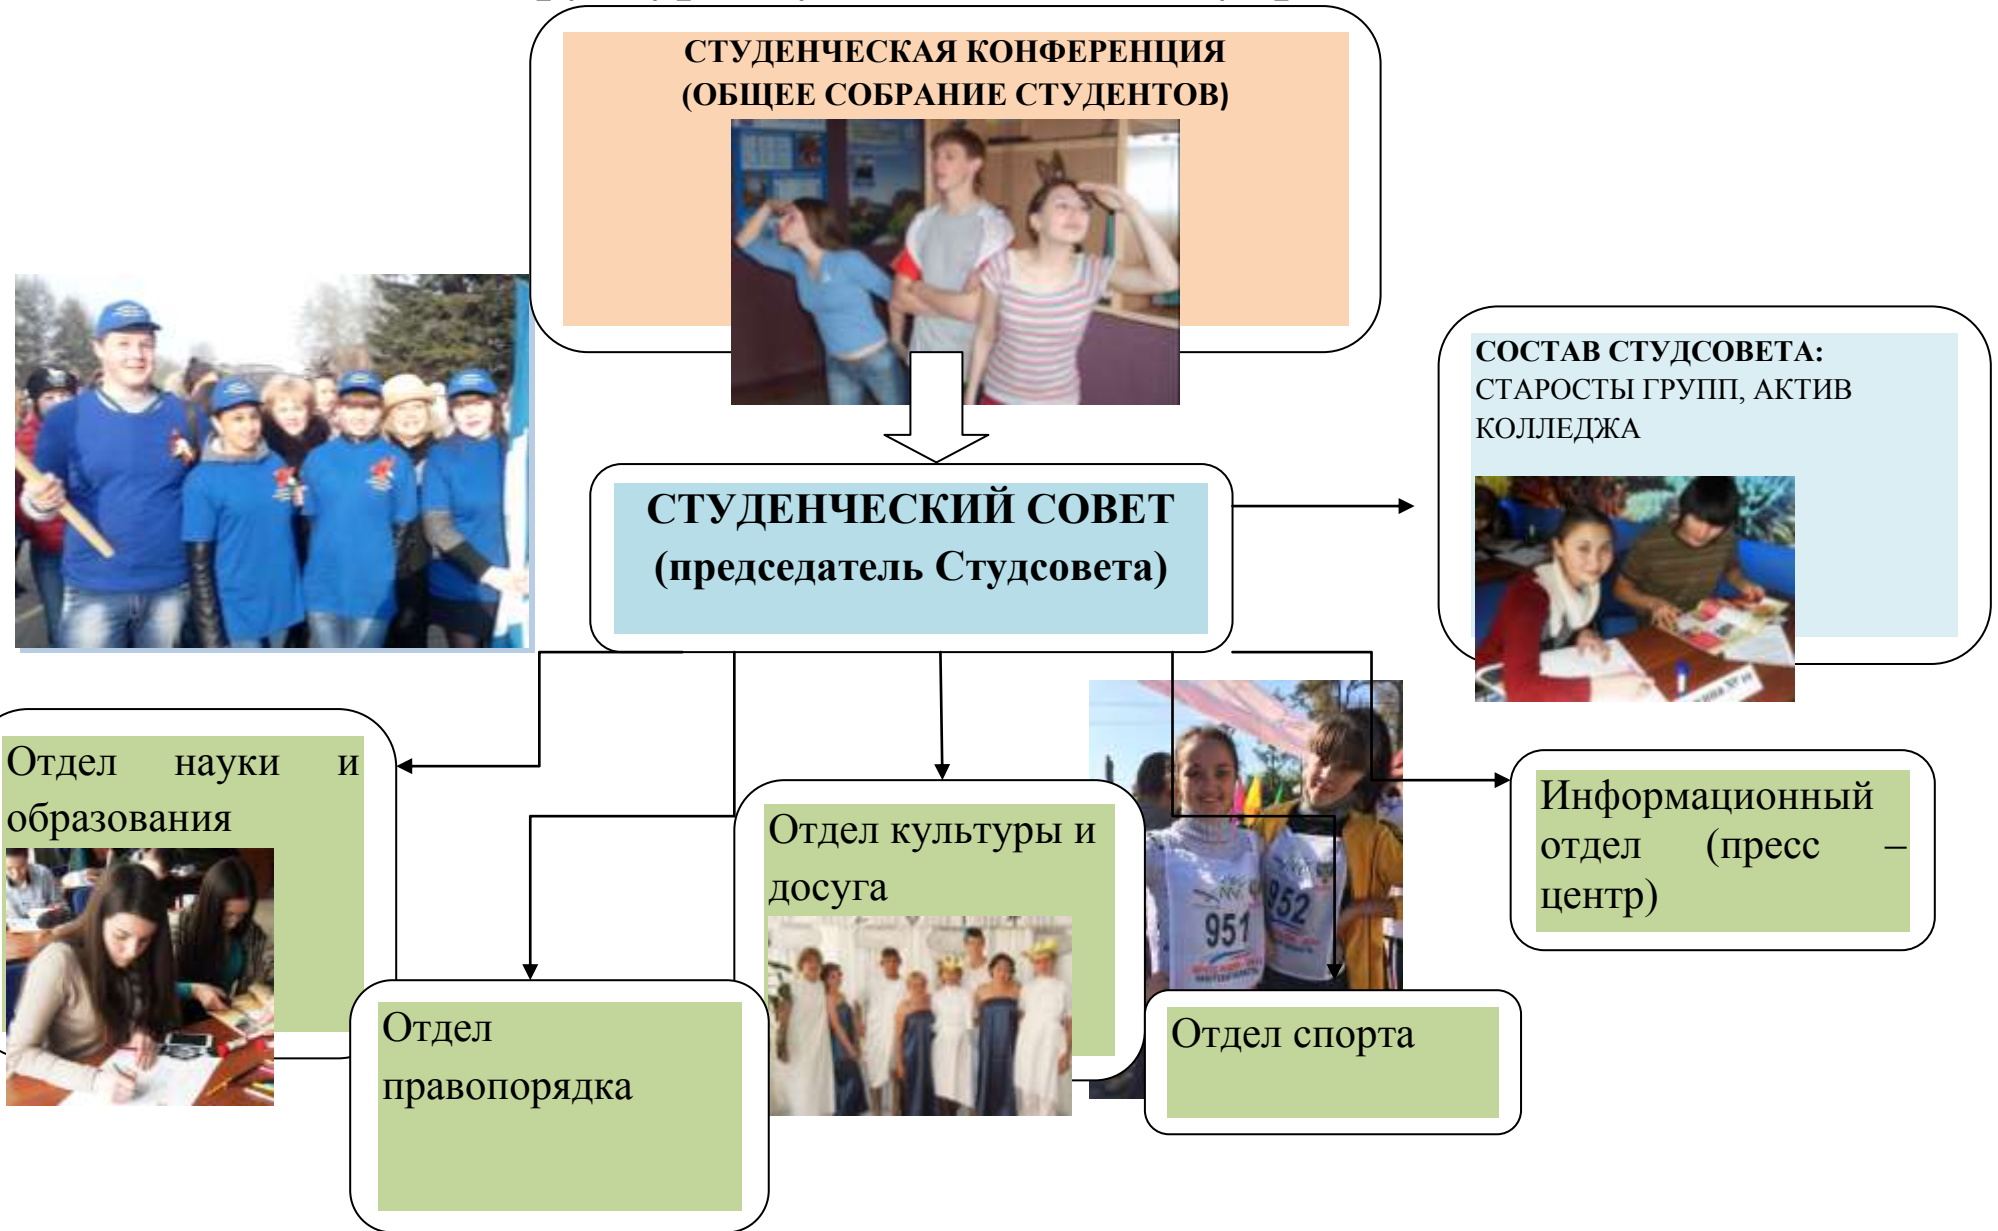 СТУДЕНЧЕСКАЯ КОНФЕРЕНЦИЯ
(ОБЩЕЕ СОБРАНИЕ СТУДЕНТОВ)
СОСТАВ СТУДСОВЕТА:
СТАРОСТЫ ГРУПП, АКТИВ
КОЛЛЕДЖА
СТУДЕНЧЕСКИЙ СОВЕТ
(председатель Студсовета)
Отдел науки и
образования
Отдел
правопорядка
Отдел культуры и
досуга
951
952
Отдел спорта
Информационный
отдел (пресс –
центр)